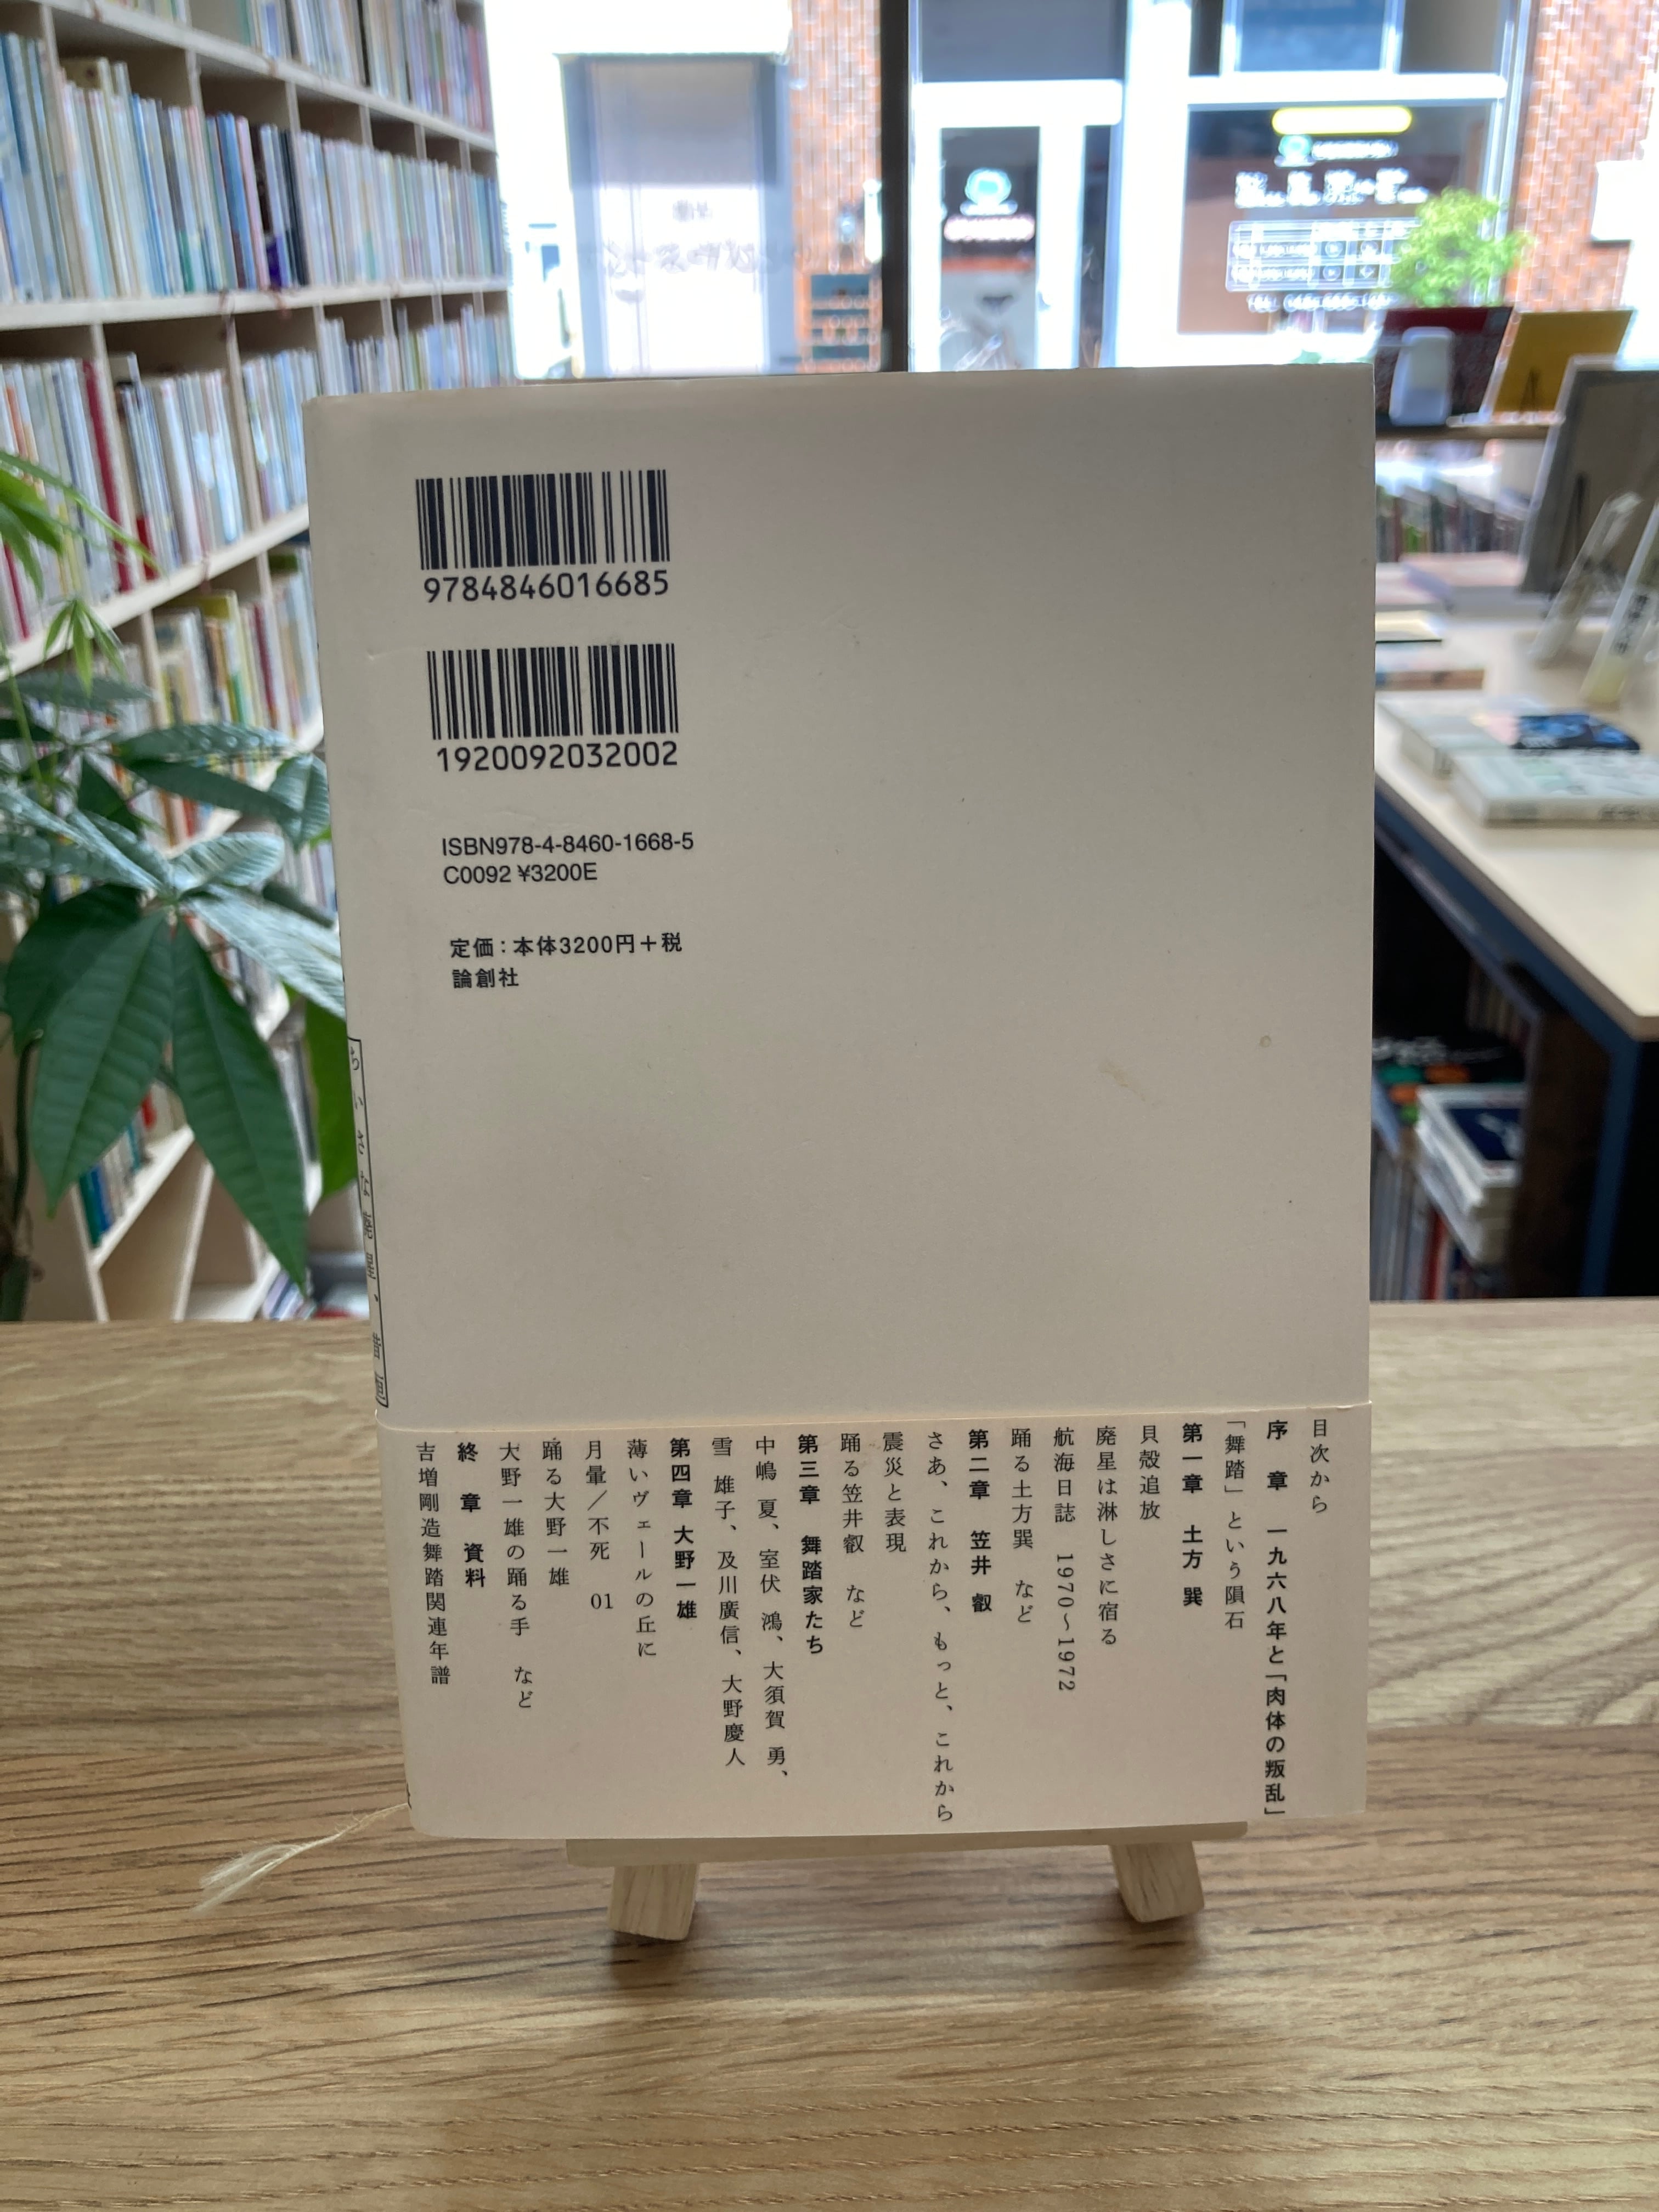 9784846016685
1920092032002
ISBN978-4-8460-1668-5
C0092 ¥3200E
定価：本体3200円＋税
論創社
目次から
序　章　一九六八年と「肉体の叛乱」
「舞踏」という隕石
第一章　土方　巽
貝殻追放
廃星は淋しさに宿る
航海日誌　1970〜1972
踊る土方巽　など
第二章　笠井　叡
さあ、これから、もっと、これから
震災と表現
踊る笠井叡　など
第三章　舞踏家たち
中嶋　夏、室伏　鴻、大須賀　勇、
雪　雄子、及川廣信、大野慶人
第四章　大野一雄
薄いヴェールの丘に
月暈／不死　01
踊る大野一雄
大野一雄の踊る手　など
終　章　資料
吉増剛造舞踏関連年譜